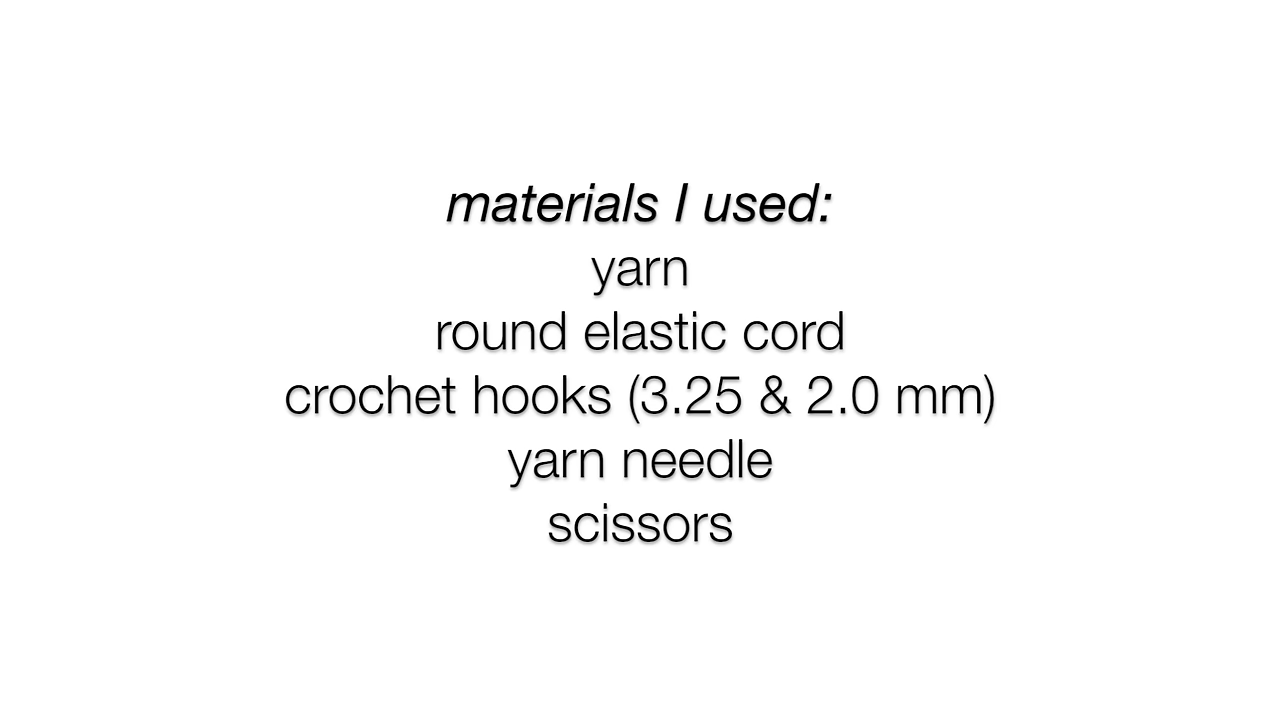 materials I used:
yarn
round elastic cord
crochet hooks (3.25 & 2.0 mm)
yarn needle
scissors